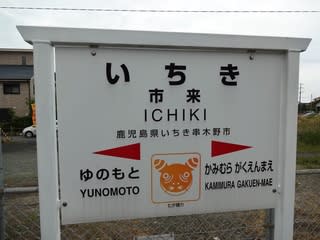 いちき
市来
ICHIKI
鹿児島県いちき串木野市
ゆのもと
YUNOMOTO
かみむら がくえんまえ
KAMIMURA GAKUEN-MAE